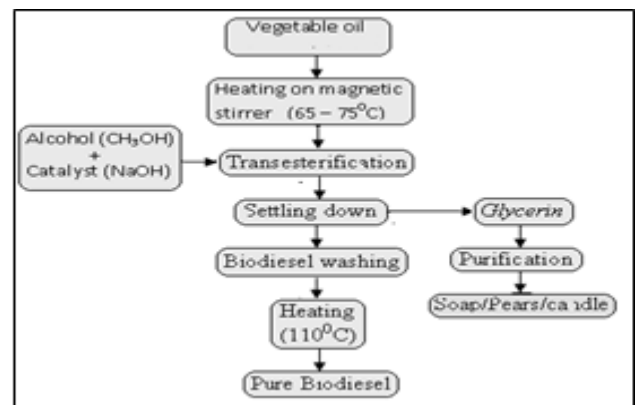 Vegetable oil
Heating on magnetic
stirrer (65 – 75⁰C)
Alcohol (CH₃OH)
+
Catalyst (NaOH)
Transesterification
Settling down
Glycerin
Biodiesel washing
Purification
Heating
(110⁰C)
Soap/Pears/candle
Pure Biodiesel